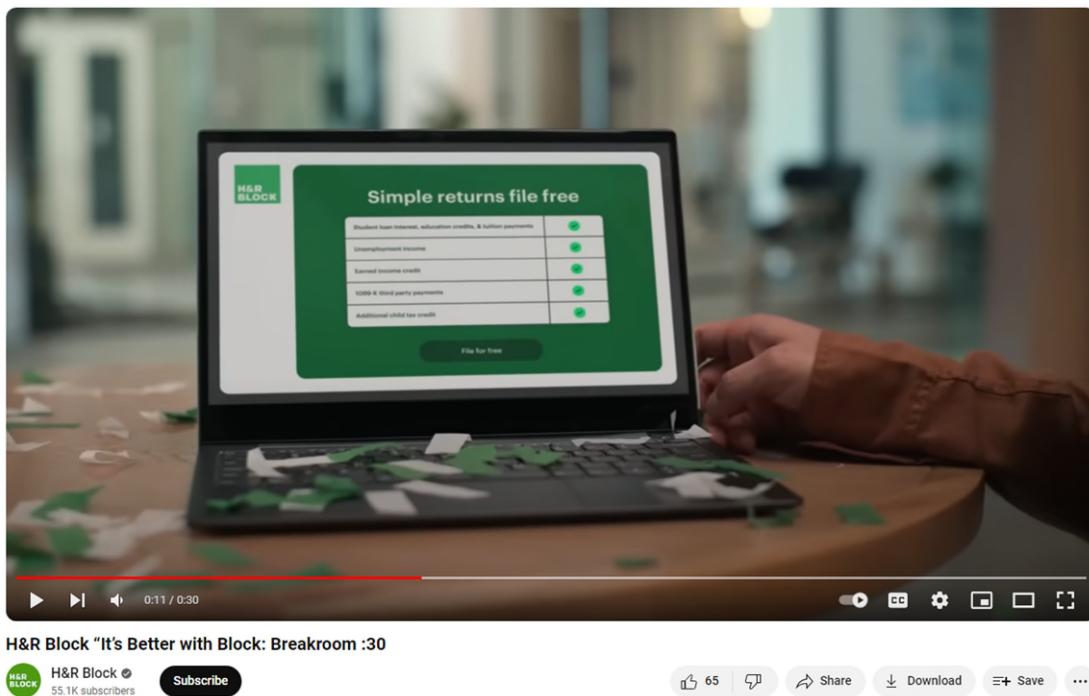 H&R
BLOCK
Simple returns file free
Student loan interest, education credits, & tuition payments
Unemployment income
Earned income credit
1099-K third party payments
Additional child tax credit
File for free
0:11 / 0:30
CC
H&R Block “It’s Better with Block: Breakroom :30
H&R
BLOCK
H&R Block
55.1K subscribers
Subscribe
65
Share
Download
Save